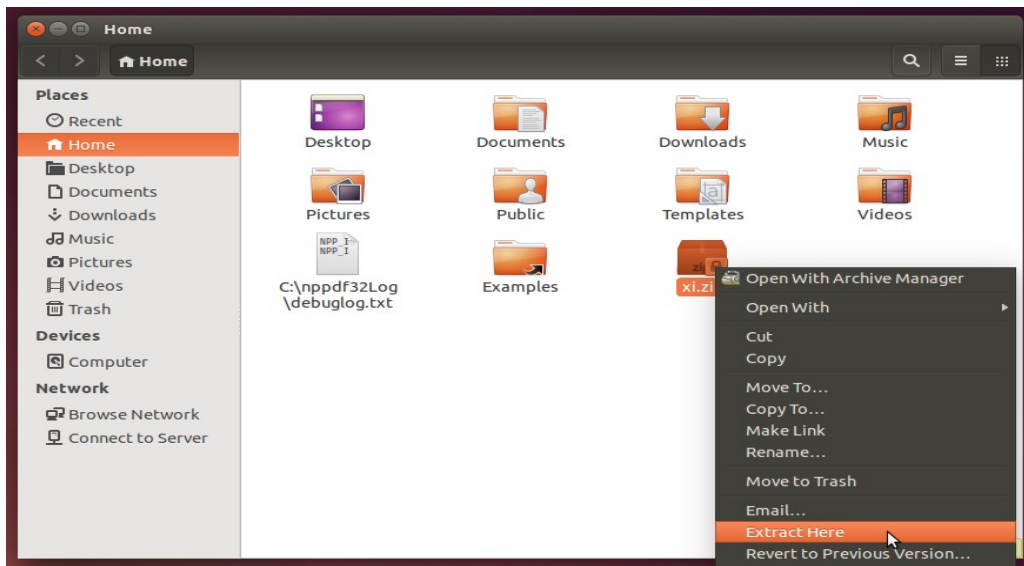 Home
Home
Places
Recent
Home
Desktop
Documents
Downloads
Music
Pictures
Videos
Trash
Devices
Computer
Network
Browse Network
Connect to Server
Desktop
Documents
Downloads
Music
Pictures
Public
Templates
Videos
NPP_I
NPP_I
C:\nppdf32Log
\debuglog.txt
Examples
zip
xi.zi
Open With Archive Manager
Open With
Cut
Copy
Move To...
Copy To...
Make Link
Rename...
Move to Trash
Email...
Extract Here
Revert to Previous Version...